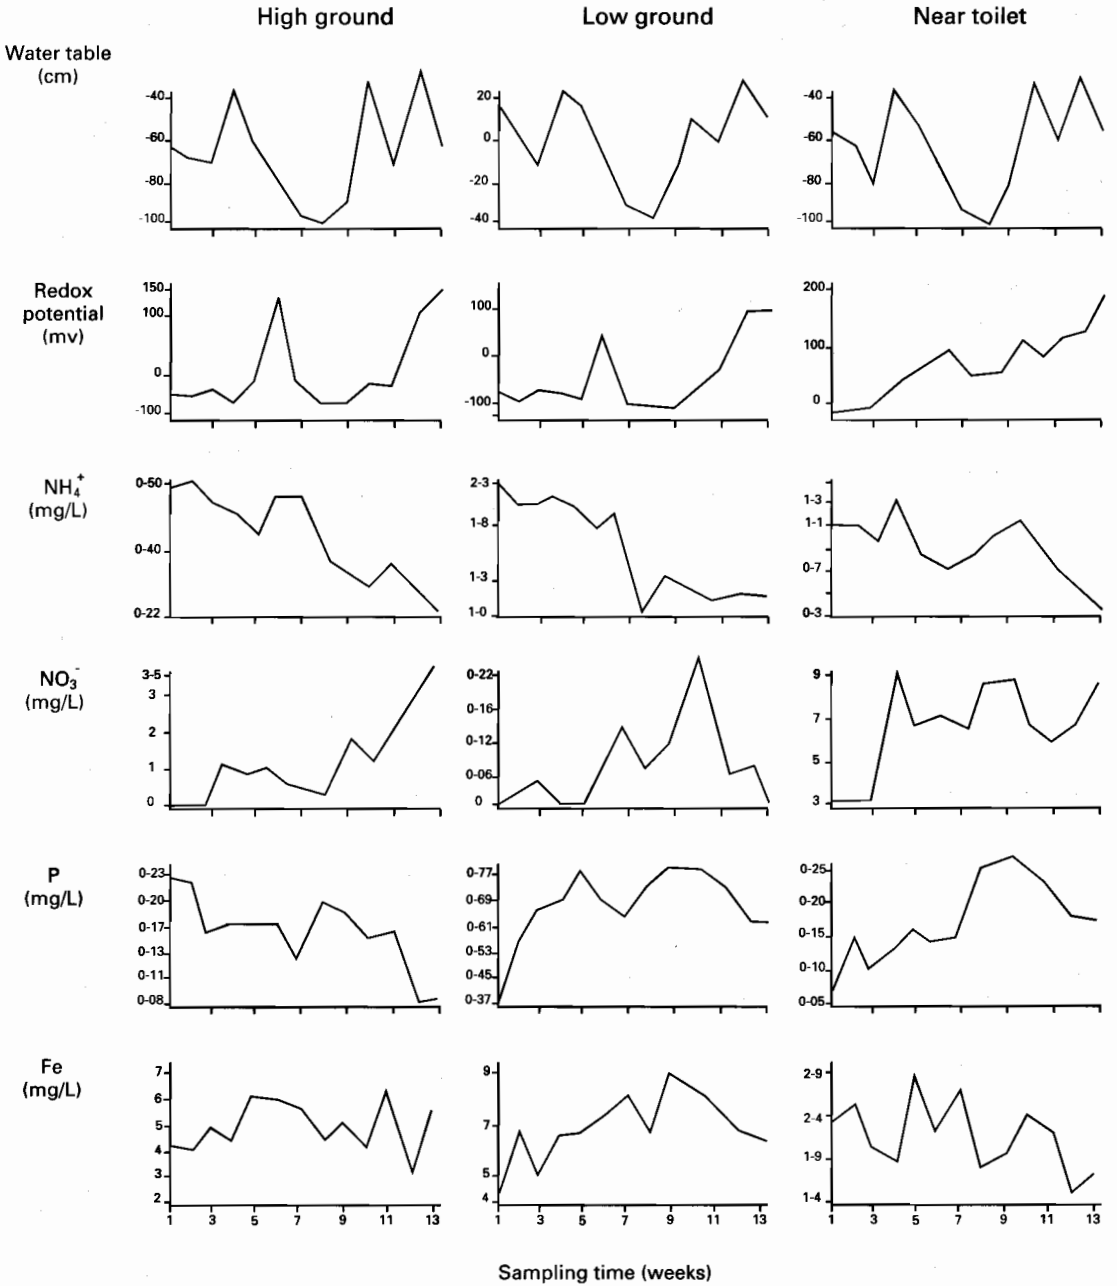 High ground Low ground Near toilet
Water table
(cm)
-40 -60 -80 -100
20 0 -20 -40
-40 -60 -80 -100
Redox
potential
(mv)
150 100 0 -100
100 0 -100
200 100 0
NH₄⁺
(mg/L)
0-50 0-40 0-22
2-3 1-8 1-3 1-0
1-3 1-1 0-7 0-3
NO₃⁻
(mg/L)
3-5 3 2 1 0
0-22 0-16 0-12 0-06 0
9 7 5 3
P
(mg/L)
0-23 0-20 0-17 0-13 0-11 0-08
0-77 0-69 0-61 0-53 0-45 0-37
0-25 0-20 0-15 0-10 0-05
Fe
(mg/L)
7 6 5 4 3 2
9 7 5 4
2-9 2-4 1-9 1-4
1 3 5 7 9 11 13 1 3 5 7 9 11 13 1 3 5 7 9 11 13
Sampling time (weeks)